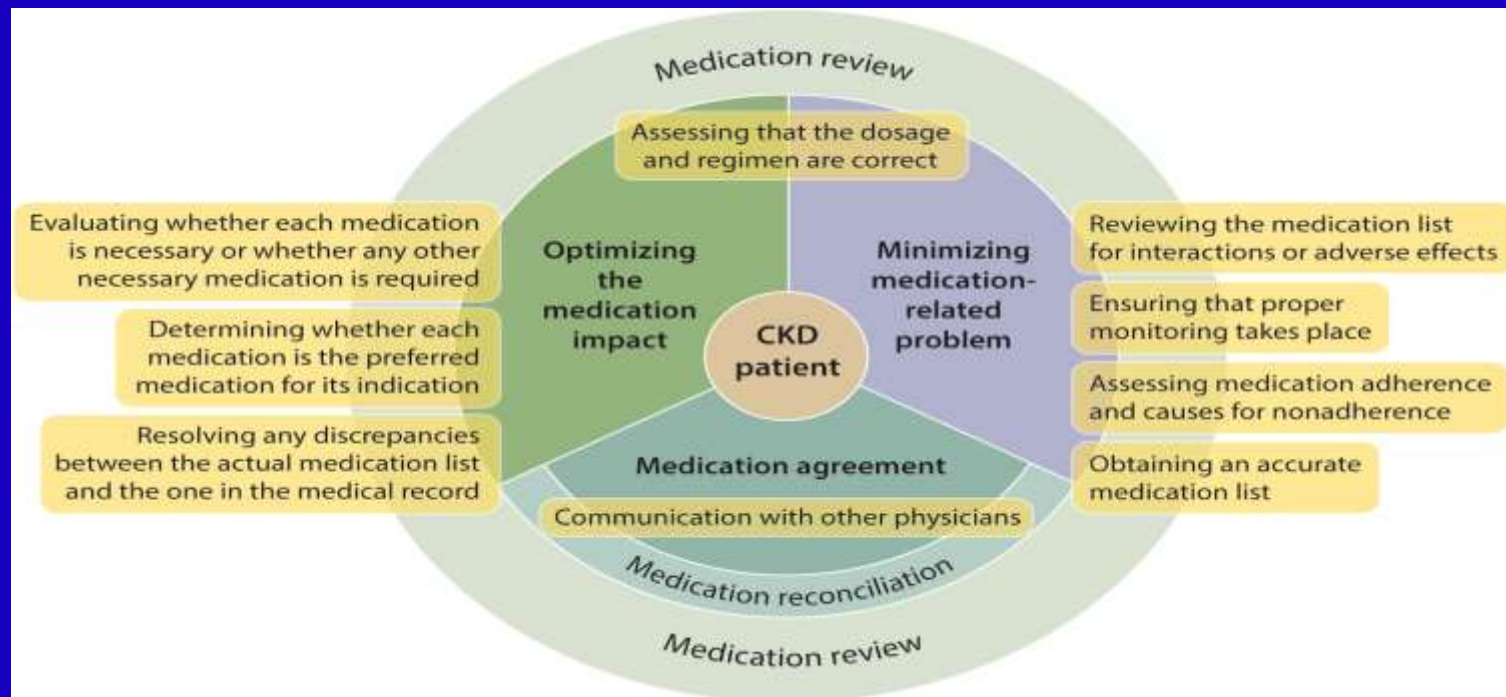 Medication review
Assessing that the dosage
and regimen are correct
Evaluating whether each medication
is necessary or whether any other
necessary medication is required
Determining whether each
medication is the preferred
medication for its indication
Resolving any discrepancies
between the actual medication list
and the one in the medical record
Optimizing
the
medication
impact
CKD
patient
Minimizing
medication-
related
problem
Reviewing the medication list
for interactions or adverse effects
Ensuring that proper
monitoring takes place
Assessing medication adherence
and causes for nonadherence
Obtaining an accurate
medication list
Medication agreement
Communication with other physicians
Medication reconciliation
Medication review